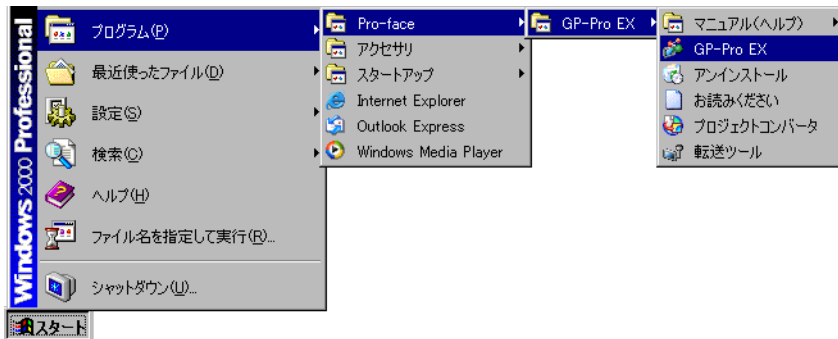 Windows 2000 Professional
プログラム(P)
最近使ったファイル(D)
設定(S)
検索(C)
ヘルプ(H)
ファイル名を指定して実行(R)...
シャットダウン(U)...
スタート
Pro-face
アクセサリ
スタートアップ
Internet Explorer
Outlook Express
Windows Media Player
GP-Pro EX
マニュアル(ヘルプ)
GP-Pro EX
アンインストール
お読みください
プロジェクトコンバータ
転送ツール